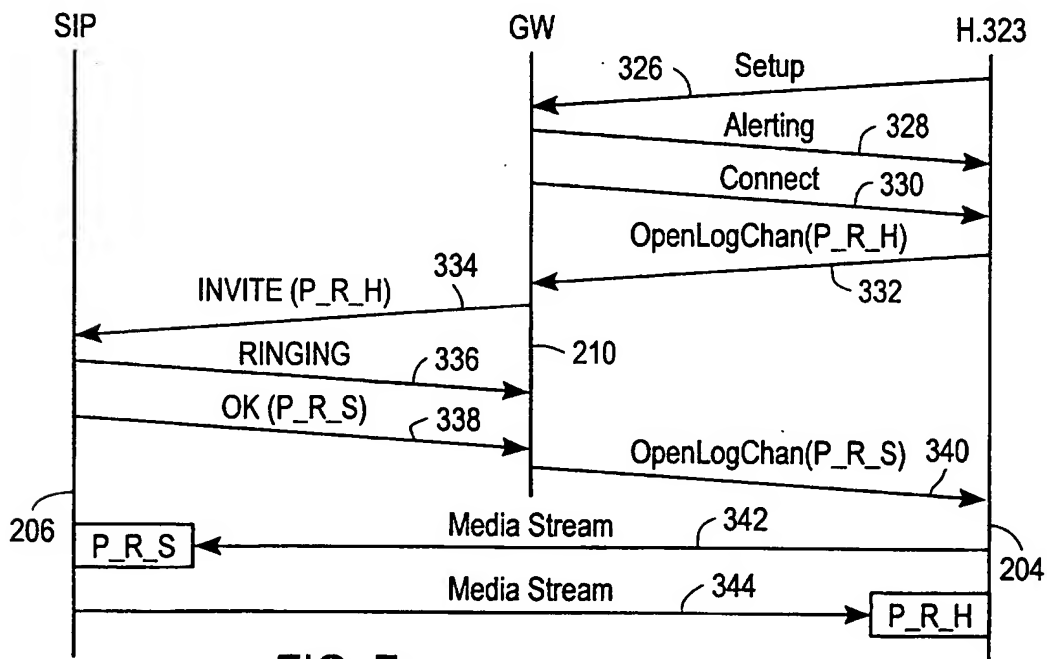 SIP GW H.323
326 Setup
Alerting 328
Connect 330
OpenLogChan(P_R_H)
332
INVITE (P_R_H) 334
RINGING 336
210
OK (P_R_S) 338
OpenLogChan(P_R_S) 340
206
P_R_S Media Stream 342
204
Media Stream 344
P_R_H